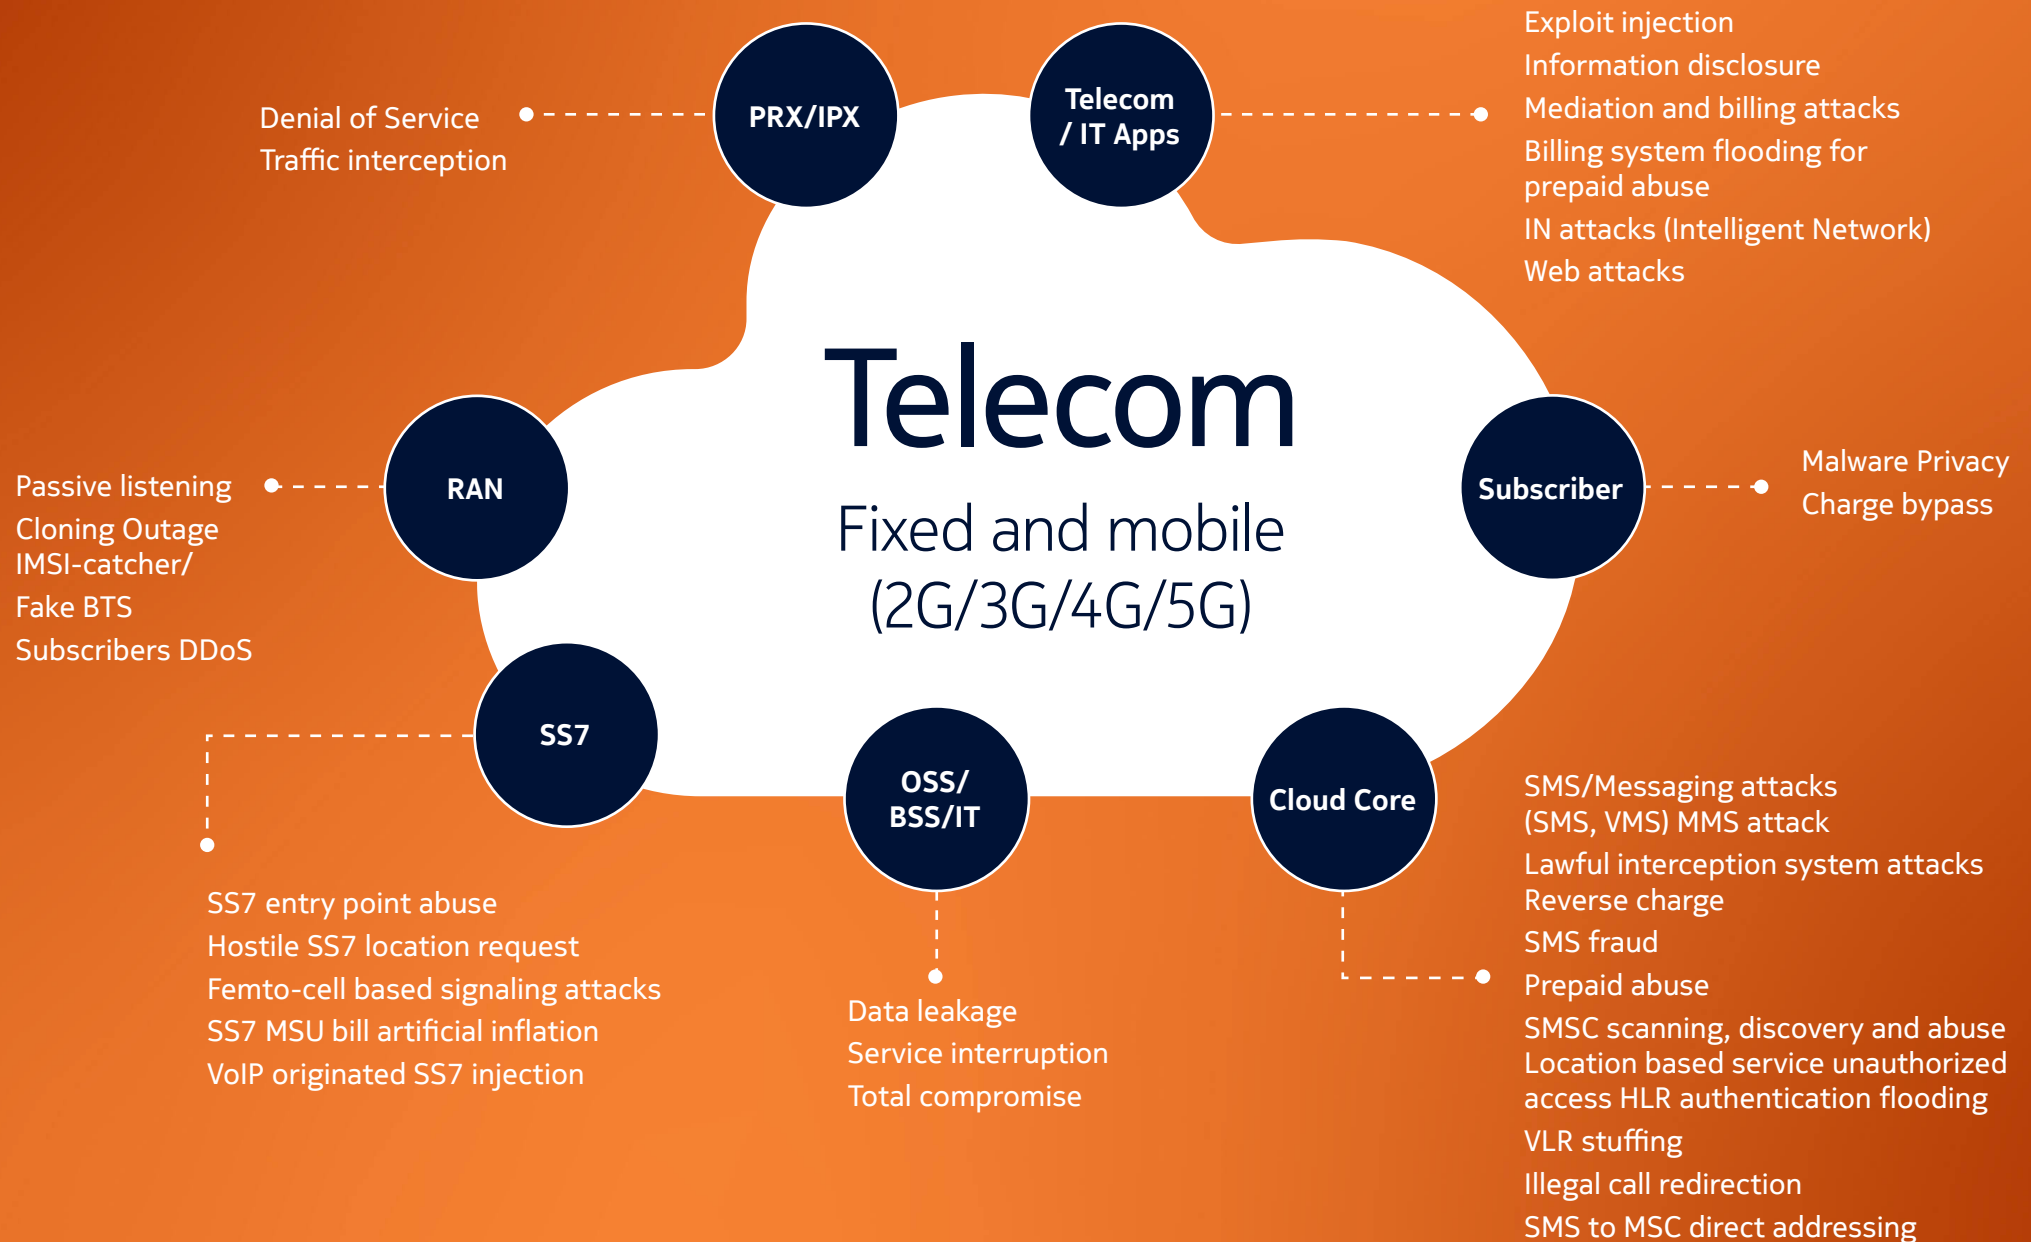 PRX/IPX
Denial of Service
Traffic interception
Telecom
/ IT Apps
Exploit injection
Information disclosure
Mediation and billing attacks
Billing system flooding for
prepaid abuse
IN attacks (Intelligent Network)
Web attacks
Telecom
Fixed and mobile
(2G/3G/4G/5G)
RAN
Passive listening
Cloning Outage
IMSI-catcher/
Fake BTS
Subscribers DDoS
Subscriber
Malware Privacy
Charge bypass
SS7
SS7 entry point abuse
Hostile SS7 location request
Femto-cell based signaling attacks
SS7 MSU bill artificial inflation
VoIP originated SS7 injection
OSS/
BSS/IT
Data leakage
Service interruption
Total compromise
Cloud Core
SMS/Messaging attacks
(SMS, VMS) MMS attack
Lawful interception system attacks
Reverse charge
SMS fraud
Prepaid abuse
SMSC scanning, discovery and abuse
Location based service unauthorized
access HLR authentication flooding
VLR stuffing
Illegal call redirection
SMS to MSC direct addressing